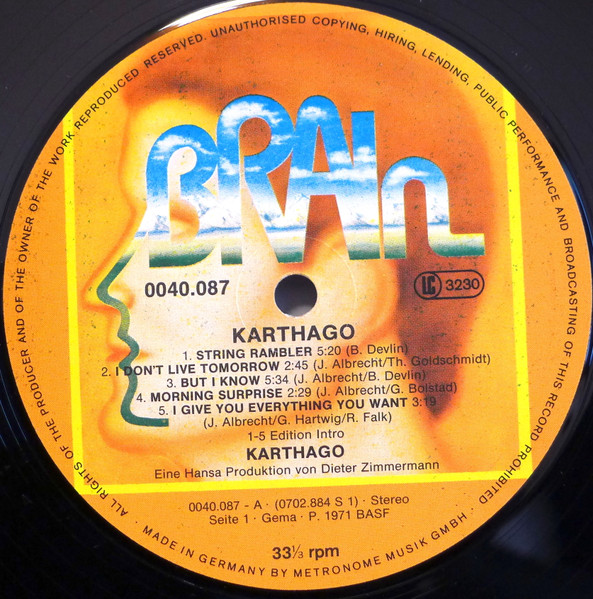 ALL RIGHTS OF THE PRODUCER AND OF THE OWNER OF THE WORK REPRODUCED RESERVED. UNAUTHORISED COPYING, HIRING, LENDING, PUBLIC PERFORMANCE AND BROADCASTING OF THIS RECORD PROHIBITED
BRAIn
0040.087
LC 3230
KARTHAGO
1. STRING RAMBLER 5:20 (B. Devlin)
2. I DON'T LIVE TOMORROW 2:45 (J. Albrecht/Th. Goldschmidt)
3. BUT I KNOW 5:34 (J. Albrecht/B. Devlin)
4. MORNING SURPRISE 2:29 (J. Albrecht/G. Bolstad)
5. I GIVE YOU EVERYTHING YOU WANT 3:19
(J. Albrecht/G. Hartwig/R. Falk)
1-5 Edition Intro
KARTHAGO
Eine Hansa Produktion von Dieter Zimmermann
0040.087 - A · (0702.884 S 1) · Stereo
Seite 1 · Gema · P. 1971 BASF
33⅓ rpm
· MADE IN GERMANY BY METRONOME MUSIK GMBH ·